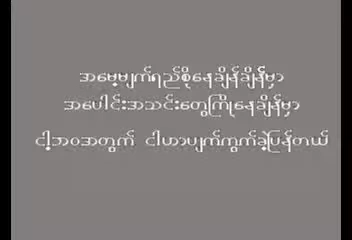 အမေ့မျက်ရည်စိုနေချိန်ချိန်မှာ
အပေါင်းအသင်းတွေကြိုနေချိန်မှာ
ငါ့ဘဝအတွက် ငါဟာပျက်ကွက်ခဲ့ပြန်တယ်